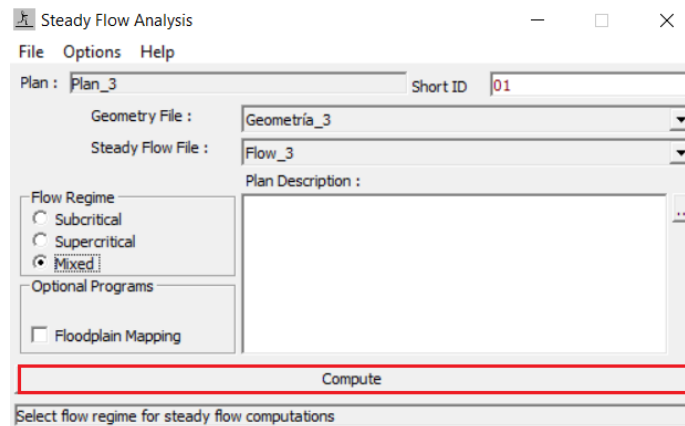 Steady Flow Analysis
File Options Help
Plan : Plan_3 Short ID 01
Geometry File : Geometría_3
Steady Flow File : Flow_3
Plan Description :
Flow Regime
Subcritical
Supercritical
Mixed
Optional Programs
Floodplain Mapping
Compute
Select flow regime for steady flow computations